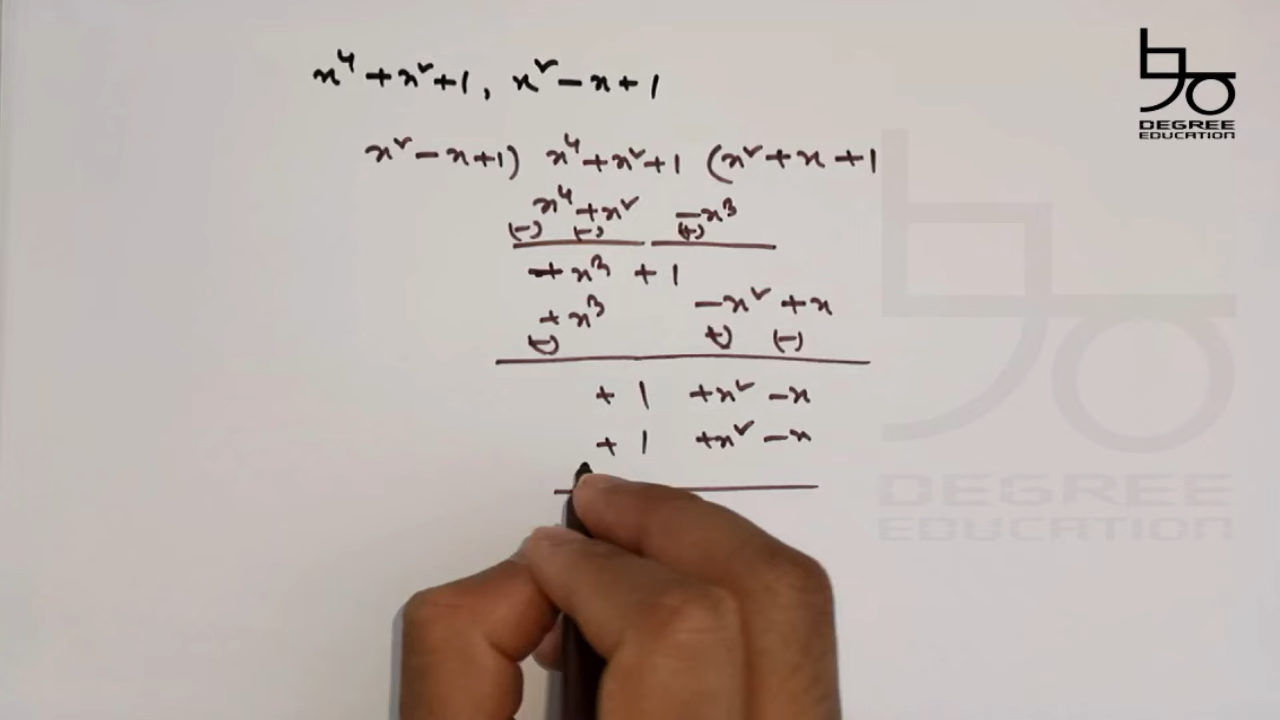 x⁴ + x² + 1, x² - x + 1
x² - x + 1) x⁴ + x² + 1 (x² + x + 1
x⁴ + x² - x³
(-) (-) (+)
+ x³ + 1
+ x³ - x² + x
(-) (+) (-)
+ 1 + x² - x
+ 1 + x² - x
DEGREE
EDUCATION
DEGREE
EDUCATION